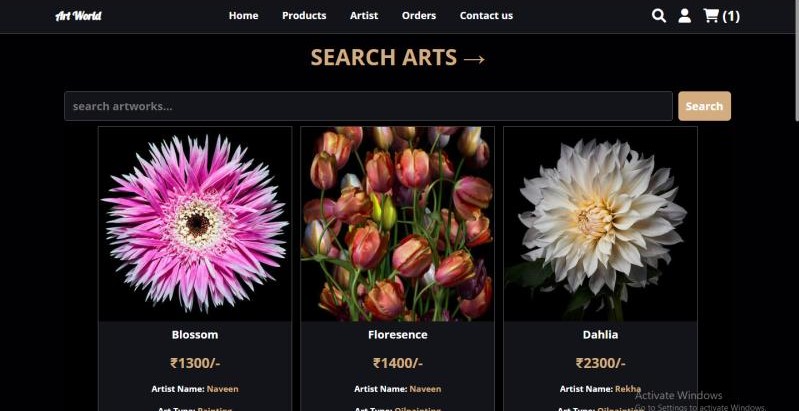 Art World
Home Products Artist Orders Contact us (1)
SEARCH ARTS →
search artworks...
Search
Blossom Floresence Dahlia
₹1300/- ₹1400/- ₹2300/-
Artist Name: Naveen Artist Name: Naveen Artist Name: Rekha
Activate Windows
Art Type: Painting Art Type: Oilpainting Art Type: Oilpainting
Go to Settings to activate Windows.